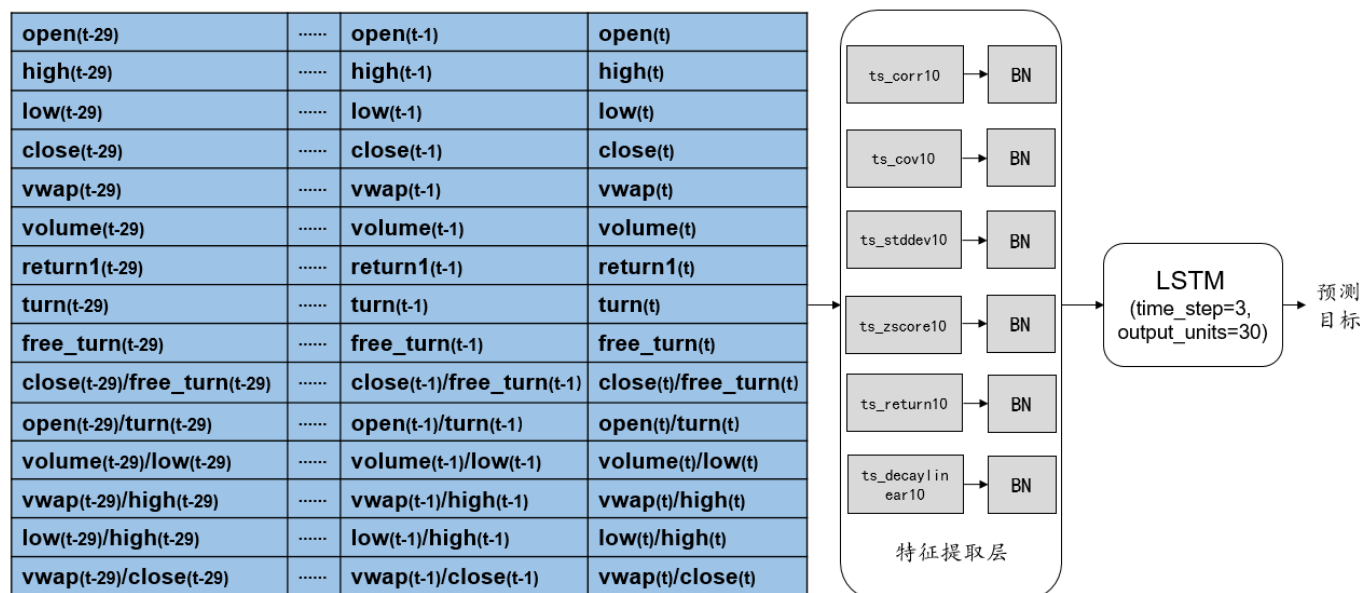 open(t-29) ...... open(t-1) open(t)
high(t-29) ...... high(t-1) high(t)
low(t-29) ...... low(t-1) low(t)
close(t-29) ...... close(t-1) close(t)
vwap(t-29) ...... vwap(t-1) vwap(t)
volume(t-29) ...... volume(t-1) volume(t)
return1(t-29) ...... return1(t-1) return1(t)
turn(t-29) ...... turn(t-1) turn(t)
free_turn(t-29) ...... free_turn(t-1) free_turn(t)
close(t-29)/free_turn(t-29) ...... close(t-1)/free_turn(t-1) close(t)/free_turn(t)
open(t-29)/turn(t-29) ...... open(t-1)/turn(t-1) open(t)/turn(t)
volume(t-29)/low(t-29) ...... volume(t-1)/low(t-1) volume(t)/low(t)
vwap(t-29)/high(t-29) ...... vwap(t-1)/high(t-1) vwap(t)/high(t)
low(t-29)/high(t-29) ...... low(t-1)/high(t-1) low(t)/high(t)
vwap(t-29)/close(t-29) ...... vwap(t-1)/close(t-1) vwap(t)/close(t)
ts_corr10 BN
ts_cov10 BN
ts_stddev10 BN
ts_zscore10 BN
ts_return10 BN
ts_decaylin
ear10
BN
特征提取层
LSTM
(time_step=3,
output_units=30)
预测
目标